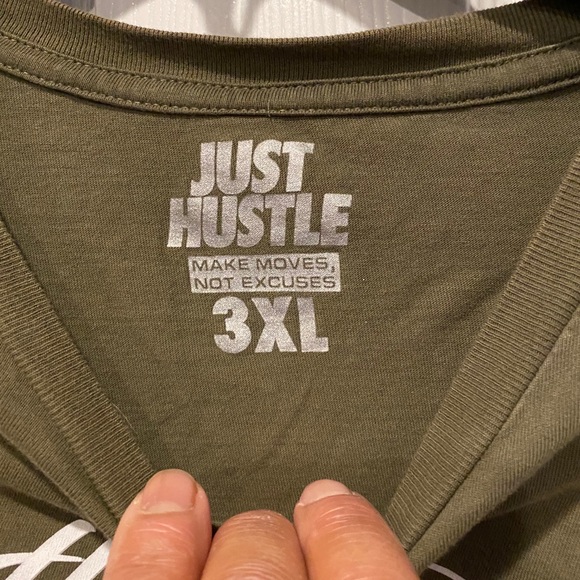 JUST
HUSTLE
MAKE MOVES,
NOT EXCUSES
3XL